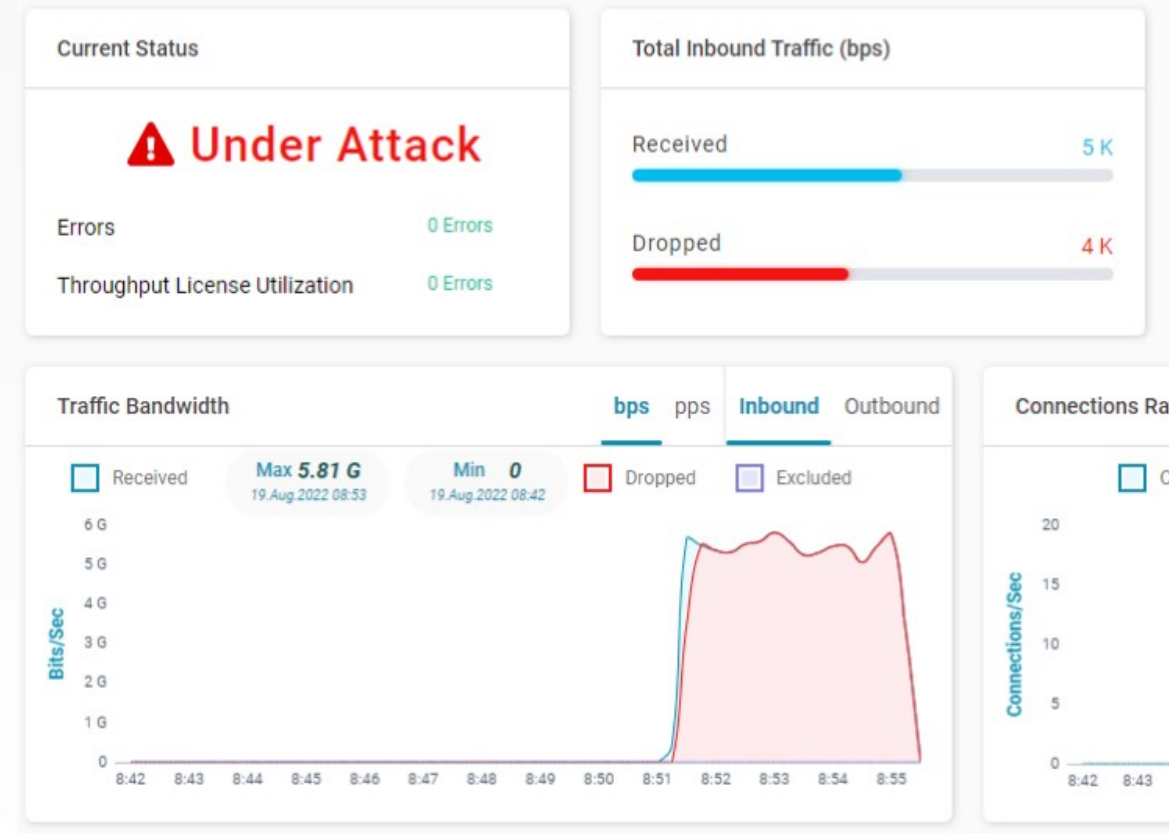 Current Status
Under Attack
Errors 0 Errors
Throughput License Utilization 0 Errors
Total Inbound Traffic (bps)
Received 5 K
Dropped 4 K
Traffic Bandwidth bps pps Inbound Outbound
Received Max 5.81 G Min 0 Dropped Excluded
19.Aug.2022 08:53 19.Aug.2022 08:42
6 G
5 G
4 G
3 G
2 G
1 G
0
Bits/Sec
8:42 8:43 8:44 8:45 8:46 8:47 8:48 8:49 8:50 8:51 8:52 8:53 8:54 8:55
Connections Ra
20
15
10
5
0
Connections/Sec
8:42 8:43